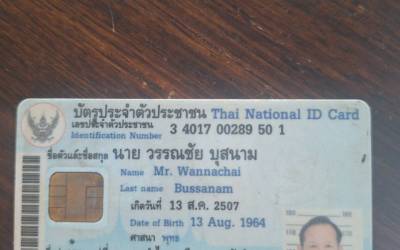 บัตรประจำตัวประชาชน Thai National ID Card
เลขประจำตัวประชาชน
Identification Number 3 4017 00289 50 1
ชื่อตัวและชื่อสกุล นาย วรรณชัย บุสนาม
Name Mr. Wannachai
Last name Bussanam
เกิดวันที่ 13 ส.ค. 2507
Date of Birth 13 Aug. 1964
ศาสนา พุทธ